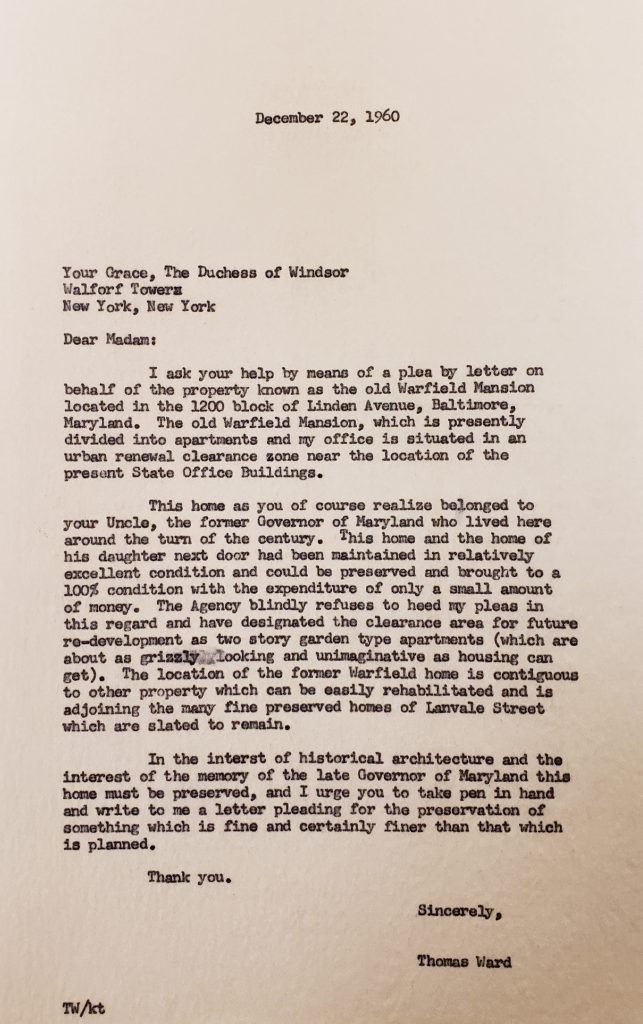 December 22, 1960
Your Grace, The Duchess of Windsor
Walforf Towers
New York, New York
Dear Madam:
I ask your help by means of a plea by letter on
behalf of the property known as the old Warfield Mansion
located in the 1200 block of Linden Avenue, Baltimore,
Maryland. The old Warfield Mansion, which is presently
divided into apartments and my office is situated in an
urban renewal clearance zone near the location of the
present State Office Buildings.
This home as you of course realize belonged to
your Uncle, the former Governor of Maryland who lived here
around the turn of the century. This home and the home of
his daughter next door had been maintained in relatively
excellent condition and could be preserved and brought to a
100% condition with the expenditure of only a small amount
of money. The Agency blindly refuses to heed my pleas in
this regard and have designated the clearance area for future
re-development as two story garden type apartments (which are
about as grizzly looking and unimaginative as housing can
get). The location of the former Warfield home is contiguous
to other property which can be easily rehabilitated and is
adjoining the many fine preserved homes of Lanvale Street
which are slated to remain.
In the interst of historical architecture and the
interest of the memory of the late Governor of Maryland this
home must be preserved, and I urge you to take pen in hand
and write to me a letter pleading for the preservation of
something which is fine and certainly finer than that which
is planned.
Thank you.
Sincerely,
Thomas Ward
TW/kt